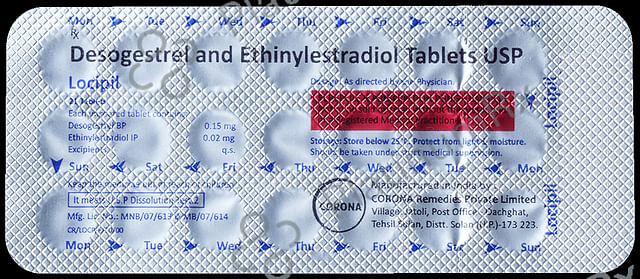 Mon Tue Wed Thu Fri Sat Sun
Rx
Desogestrel and Ethinylestradiol Tablets USP
Locipil
21 Tablets
Each uncoated tablet contains:
Desogestrel BP 0.15 mg
Ethinylestradiol IP 0.02 mg
Excipients q.s.
Dosage: As directed by the Physician.
Registered Medical Practitioner
Storage: Store below 25°C. Protect from light & moisture.
Should be taken under strict medical supervision.
Locipil
Sun Sat Fri Thu Wed Tue Mon
Keep the medicine out of reach of children
It meets U.S.P Dissolution Test 2
Mfg. Lic. No.: MNB/07/613 & MB/07/614
CORONA
Manufactured in India by:
CORONA Remedies Private Limited
Village Jatoli, Post Office Oachghat,
Tehsil Solan, Distt. Solan (H.P.)-173 223.
Locipil
Mon Tue Wed Thu Fri Sat Sun